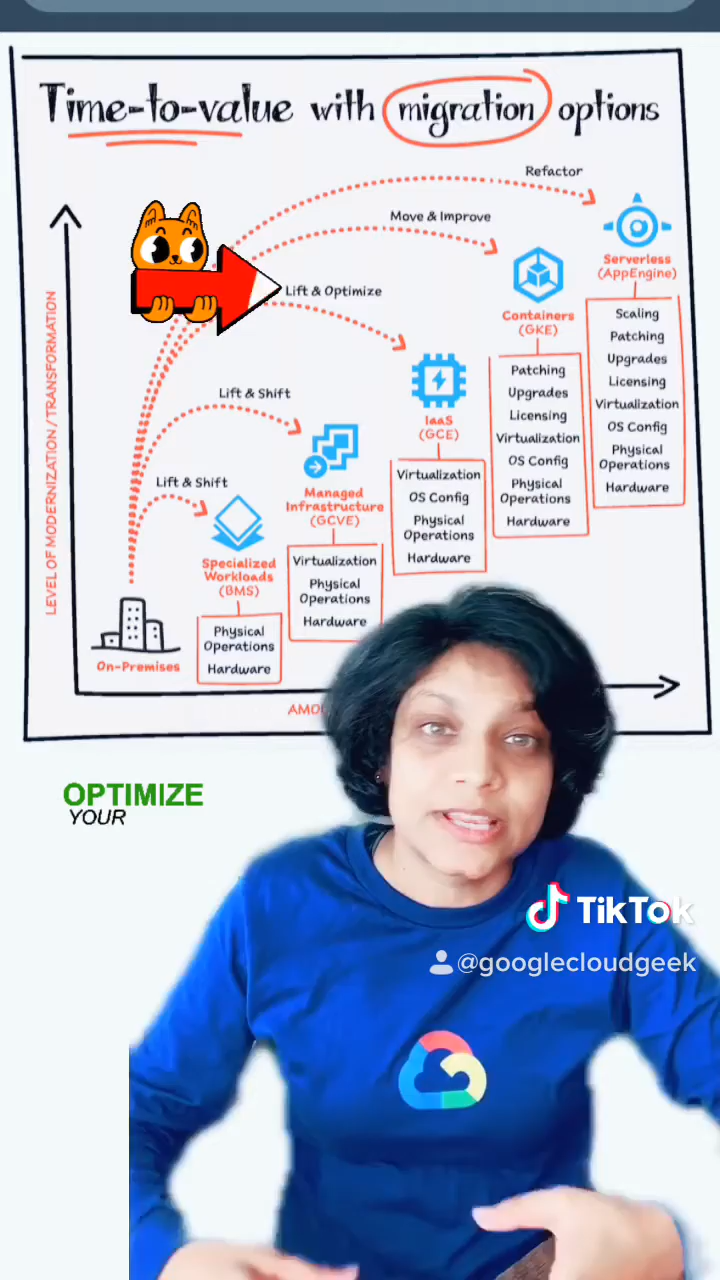 Time-to-value with migration options
Refactor
Move & Improve
Lift & Optimize
Lift & Shift
Lift & Shift
LEVEL OF MODERNIZATION / TRANSFORMATION
Serverless
(AppEngine)
Scaling
Patching
Upgrades
Licensing
Virtualization
OS Config
Physical
Operations
Hardware
Containers
(GKE)
Patching
Upgrades
Licensing
Virtualization
OS Config
Physical
Operations
Hardware
IaaS
(GCE)
Virtualization
OS Config
Physical
Operations
Hardware
Managed
Infrastructure
(GCVE)
Virtualization
Physical
Operations
Hardware
Specialized
Workloads
(BMS)
Physical
Operations
Hardware
On-Premises
OPTIMIZE
YOUR
TikTok
@googlecloudgeek